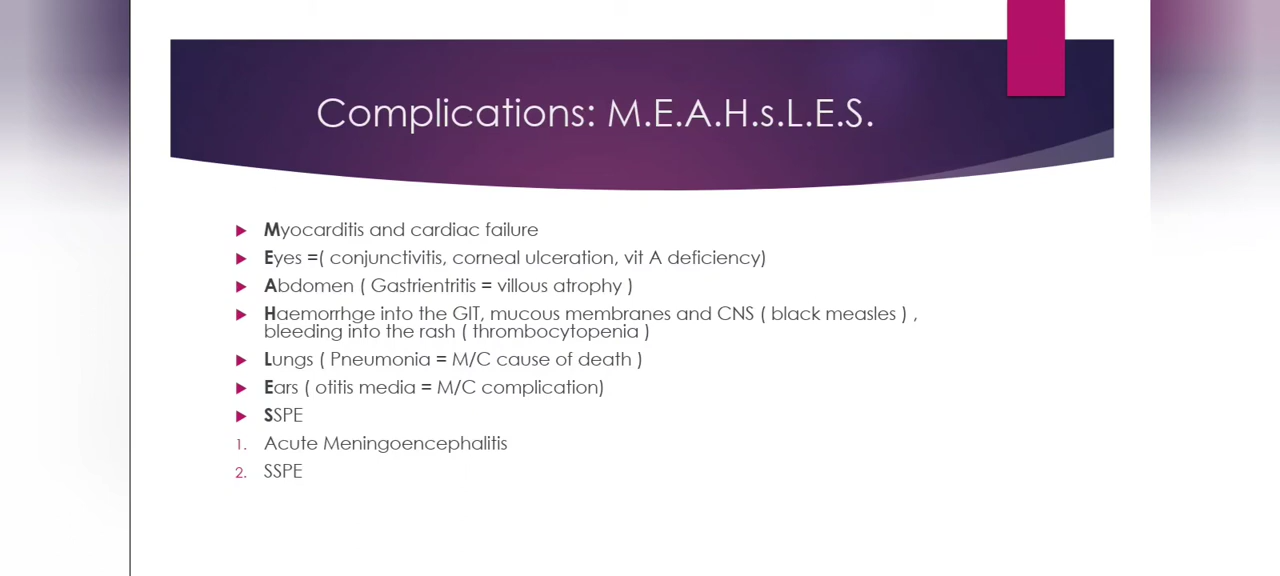 Complications: M.E.A.H.s.L.E.S.
Myocarditis and cardiac failure
Eyes =( conjunctivitis, corneal ulceration, vit A deficiency)
Abdomen ( Gastrientritis = villous atrophy )
Haemorrhge into the GIT, mucous membranes and CNS ( black measles ) ,
bleeding into the rash ( thrombocytopenia )
Lungs ( Pneumonia = M/C cause of death )
Ears ( otitis media = M/C complication)
SSPE
1. Acute Meningoencephalitis
2. SSPE